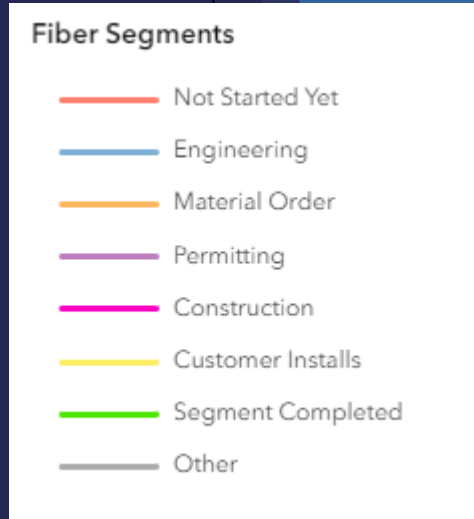 Fiber Segments
Not Started Yet
Engineering
Material Order
Permitting
Construction
Customer Installs
Segment Completed
Other